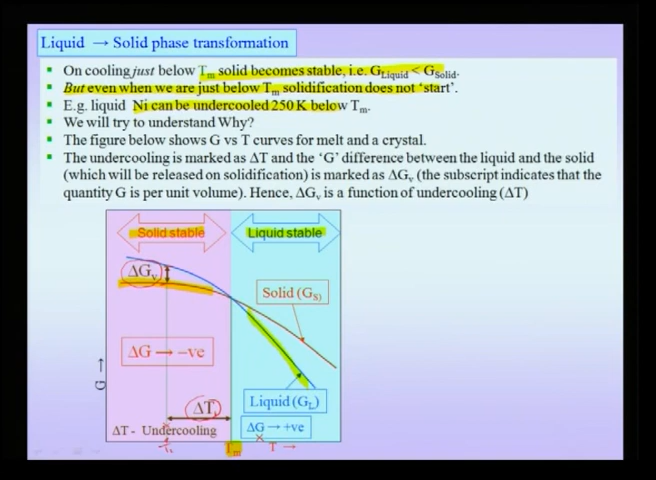 Liquid → Solid phase transformation
▪ On cooling just below Tm solid becomes stable, i.e. GLiquid < GSolid.
▪ But even when we are just below Tm solidification does not 'start'.
▪ E.g. liquid Ni can be undercooled 250 K below Tm.
▪ We will try to understand Why?
▪ The figure below shows G vs T curves for melt and a crystal.
▪ The undercooling is marked as ΔT and the 'G' difference between the liquid and the solid
(which will be released on solidification) is marked as ΔGv (the subscript indicates that the
quantity G is per unit volume). Hence, ΔGv is a function of undercooling (ΔT)
Solid stable
Liquid stable
ΔGv
Solid (GS)
ΔG → −ve
G →
ΔT
Liquid (GL)
ΔT - Undercooling
ΔG → +ve
Tm
T →